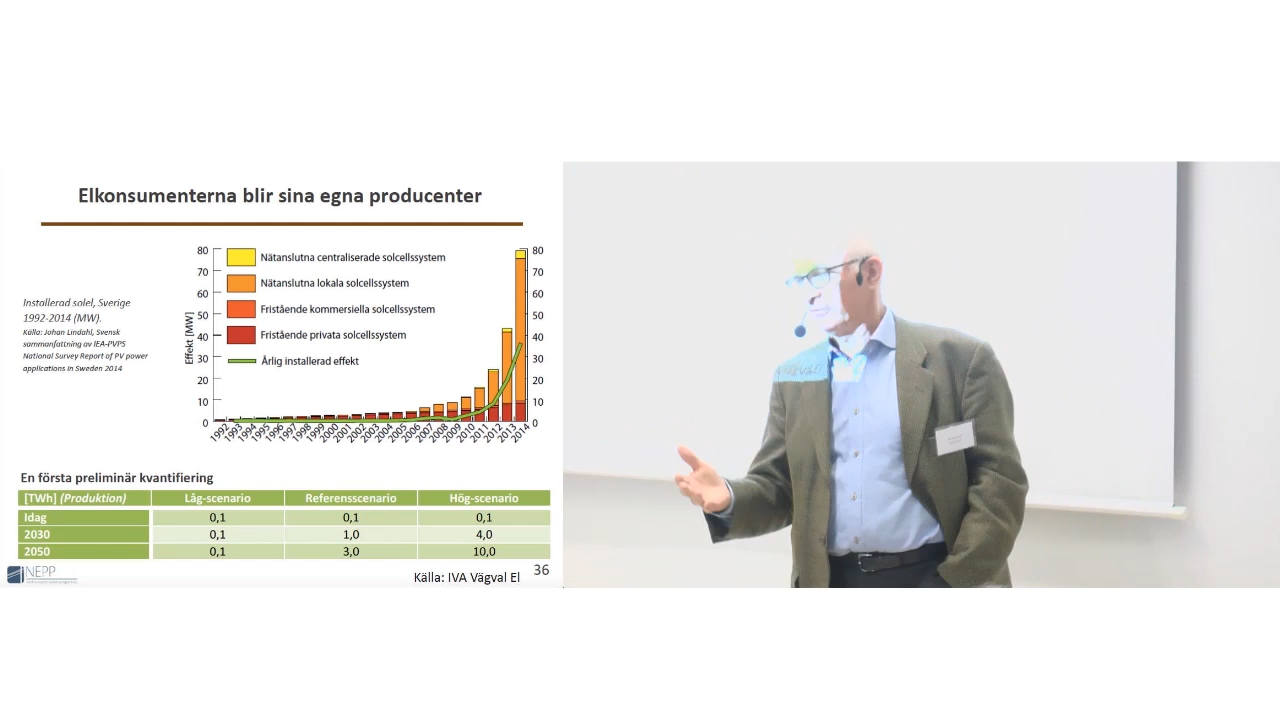 Elkonsumenterna blir sina egna producenter
Installerad solel, Sverige
1992-2014 (MW).
Källa: Johan Lindahl, Svensk
sammanfattning av IEA-PVPS
National Survey Report of PV power
applications in Sweden 2014
Effekt [MW]
80
70
60
50
40
30
20
10
0
Nätanslutna centraliserade solcellssystem
Nätanslutna lokala solcellssystem
Fristående kommersiella solcellssystem
Fristående privata solcellssystem
Årlig installerad effekt
80
70
60
50
40
30
20
10
0
1992 1993 1994 1995 1996 1997 1998 1999 2000 2001 2002 2003 2004 2005 2006 2007 2008 2009 2010 2011 2012 2013 2014
En första preliminär kvantifiering
[TWh] (Produktion) Låg-scenario Referensscenario Hög-scenario
Idag 0,1 0,1 0,1
2030 0,1 1,0 4,0
2050 0,1 3,0 10,0
NEPP
Källa: IVA Vägval El
36